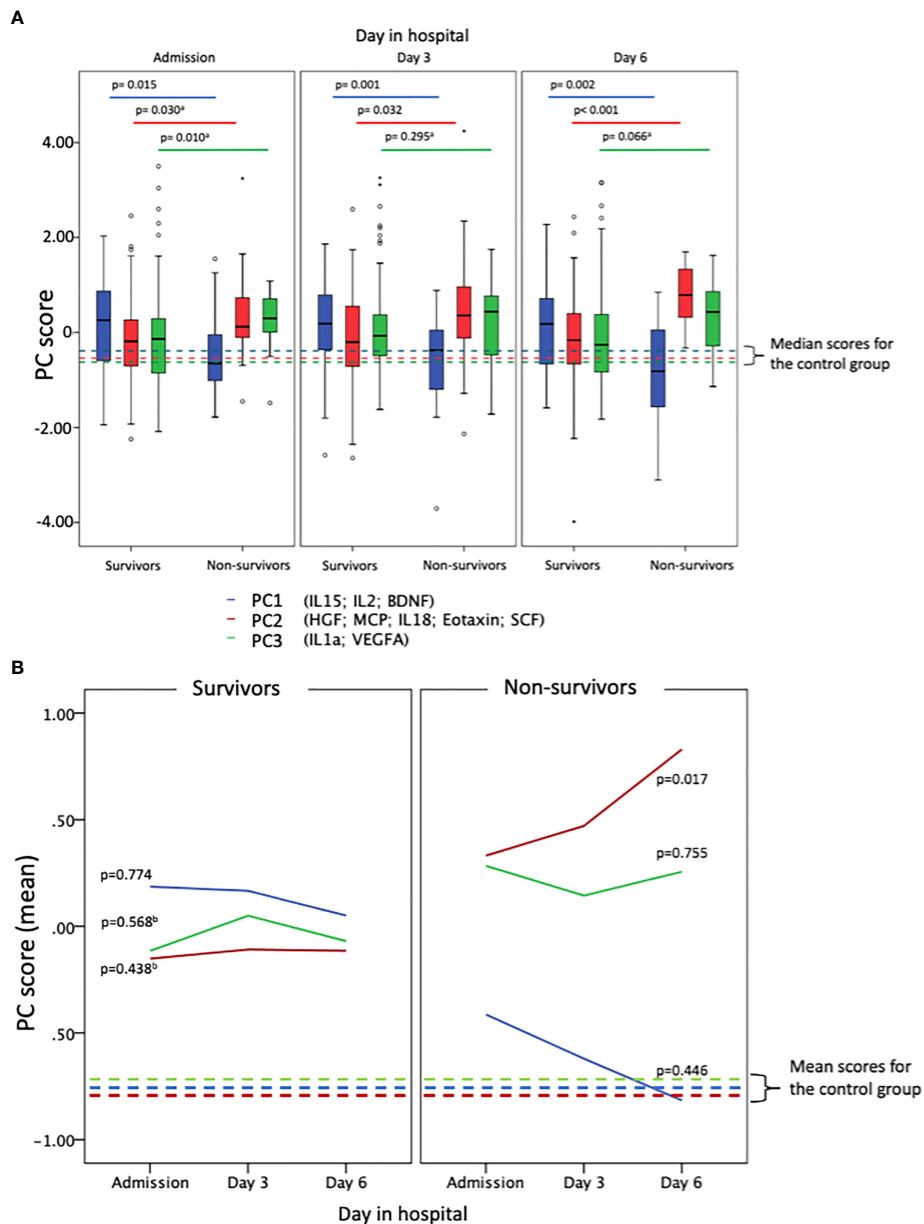 A
Day in hospital
Admission Day 3 Day 6
p= 0.015 p= 0.001 p= 0.002
p= 0.030ᵃ p= 0.032 p< 0.001
p= 0.010ᵃ p= 0.295ᵃ p= 0.066ᵃ
4.00
2.00
0
-2.00
-4.00
PC score
Median scores for
the control group
Survivors Non-survivors Survivors Non-survivors Survivors Non-survivors
PC1 (IL15; IL2; BDNF)
PC2 (HGF; MCP; IL18; Eotaxin; SCF)
PC3 (IL1a; VEGFA)
B
Survivors Non-survivors
1.00
.50
.00
.50
-1.00
PC score (mean)
p=0.774
p=0.568ᵇ
p=0.438ᵇ
p=0.017
p=0.755
p=0.446
Mean scores for
the control group
Admission Day 3 Day 6 Admission Day 3 Day 6
Day in hospital